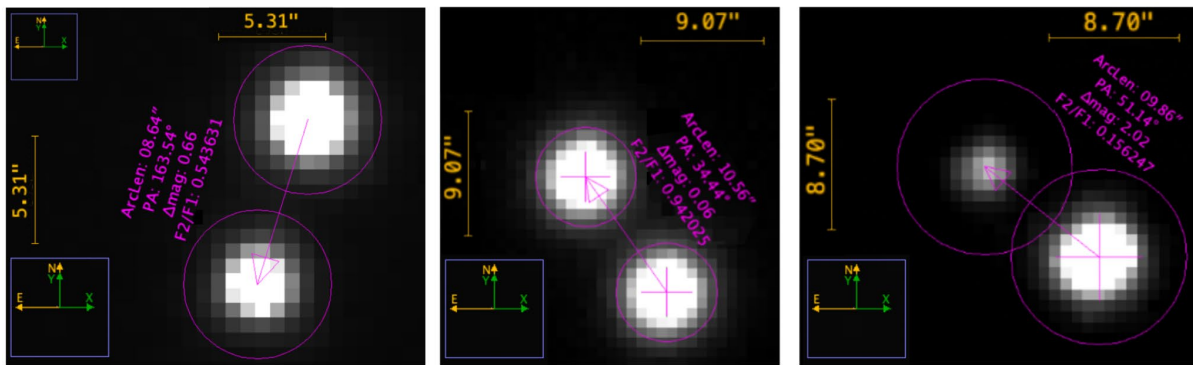 5.31"
N
Y
E
X
5.31"
ArcLen: 08.64"
PA: 163.54°
Δmag: 0.66
F2/F1: 0.543631
N
Y
E
X
9.07"
9.07"
ArcLen: 10.56"
PA: 34.44°
Δmag: 0.06
F2/F1: 0.942025
N
Y
E
X
8.70"
8.70"
ArcLen: 09.86"
PA: 51.14°
Δmag: 2.02
F2/F1: 0.156247
N
Y
E
X